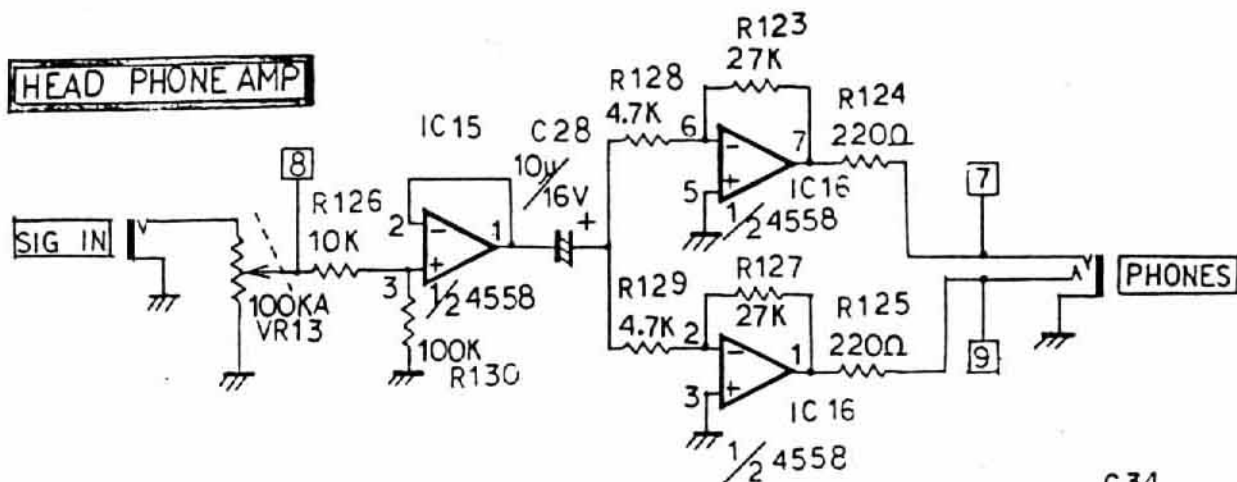 HEAD PHONE AMP
SIG IN
8
R126
10K
100KA
VR13
IC15
2
3
1
1/2 4558
100K
R130
C28
10μ/16V
+
R128
4.7K
R123
27K
6
5
7
IC16
1/2 4558
R124
220Ω
R129
4.7K
R127
27K
2
3
1
IC16
1/2 4558
R125
220Ω
7
9
PHONES
C34